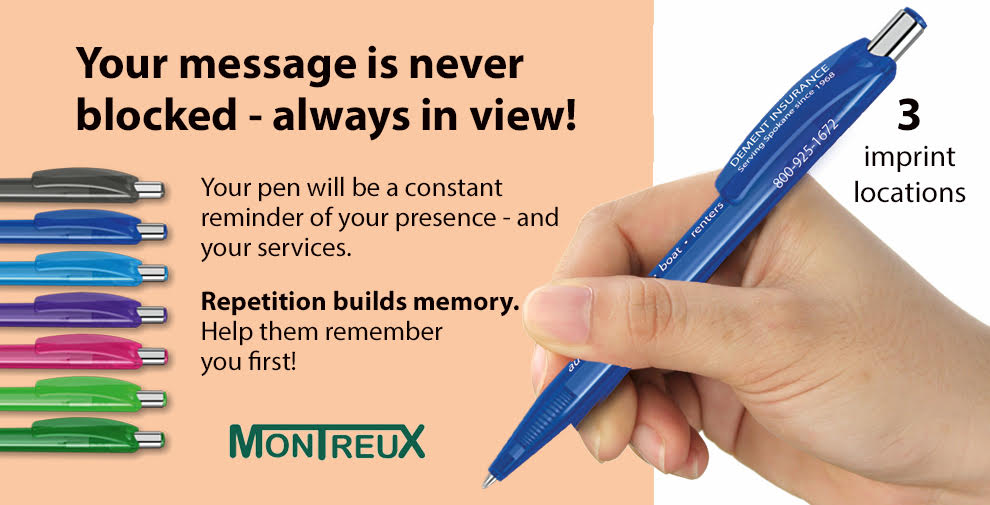 Your message is never
blocked - always in view!
Your pen will be a constant
reminder of your presence - and
your services.
Repetition builds memory.
Help them remember
you first!
MONTREUX
DEMENT INSURANCE
Serving Spokane since 1968
800-925-1672
• boat • renters
3
imprint
locations